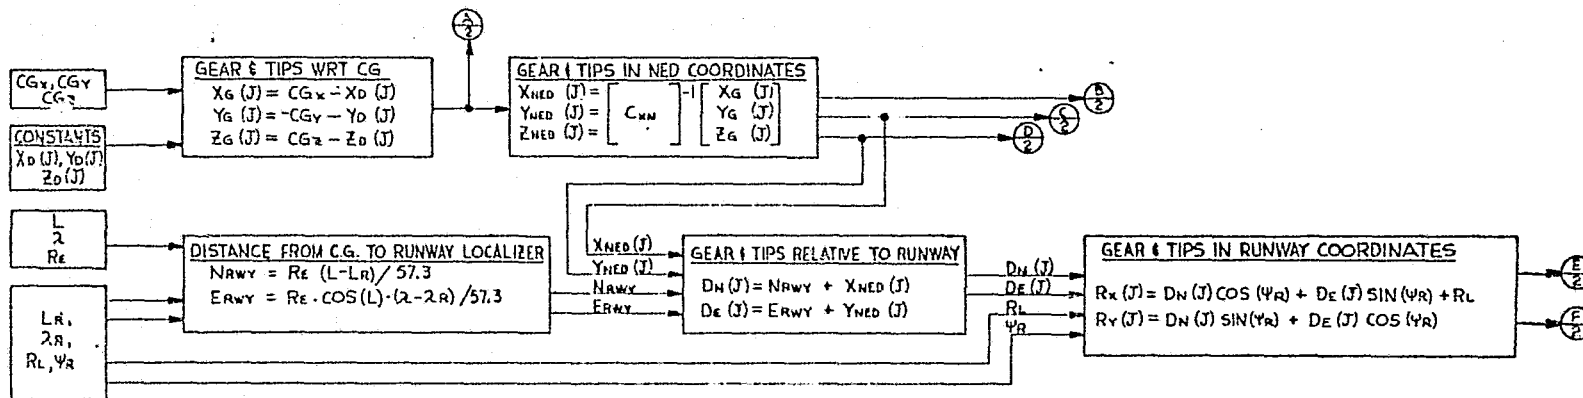 A
2
CGX, CGY
CGZ
CONSTANTS
XD(J), YD(J)
ZD(J)
GEAR & TIPS WRT CG
XG (J) = CGX - XD (J)
YG (J) = -CGY - YD (J)
ZG (J) = CGZ - ZD (J)
GEAR & TIPS IN NED COORDINATES
XNED (J) = [ ]-1 [ XG (J) ]
YNED (J) = [ CXN ] [ YG (J) ]
ZNED (J) = [ ] [ ZG (J) ]
B
2
C
2
D
2
L
λ
RE
LR,
λR,
RL, ΨR
DISTANCE FROM C.G. TO RUNWAY LOCALIZER
NRWY = RE (L-LR)/ 57.3
ERWY = RE · COS(L) · (λ-λR)/57.3
XNED (J)
YNED (J)
NRWY
ERWY
GEAR & TIPS RELATIVE TO RUNWAY
DN (J) = NRWY + XNED (J)
DE (J) = ERWY + YNED (J)
DN (J)
DE (J)
RL
ΨR
GEAR & TIPS IN RUNWAY COORDINATES
RX (J) = DN (J) COS (ΨR) + DE (J) SIN (ΨR) + RL
RY (J) = DN (J) SIN (ΨR) + DE (J) COS (ΨR)
E
2
F
2